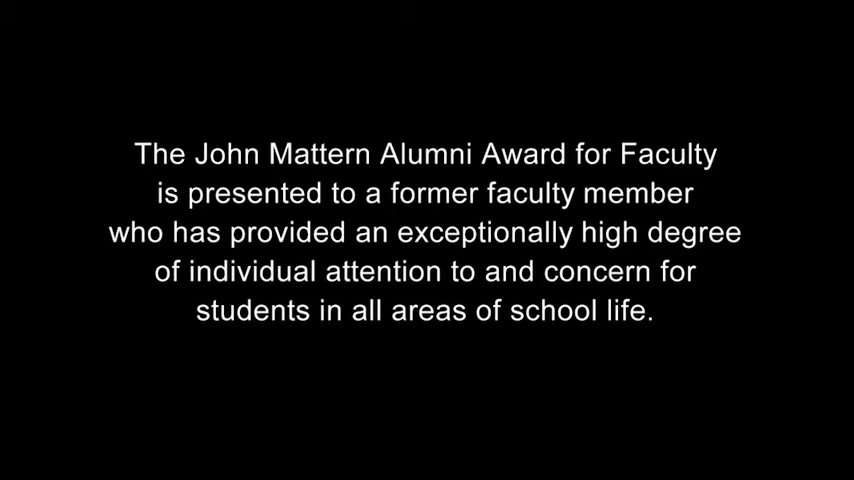 The John Mattern Alumni Award for Faculty
is presented to a former faculty member
who has provided an exceptionally high degree
of individual attention to and concern for
students in all areas of school life.